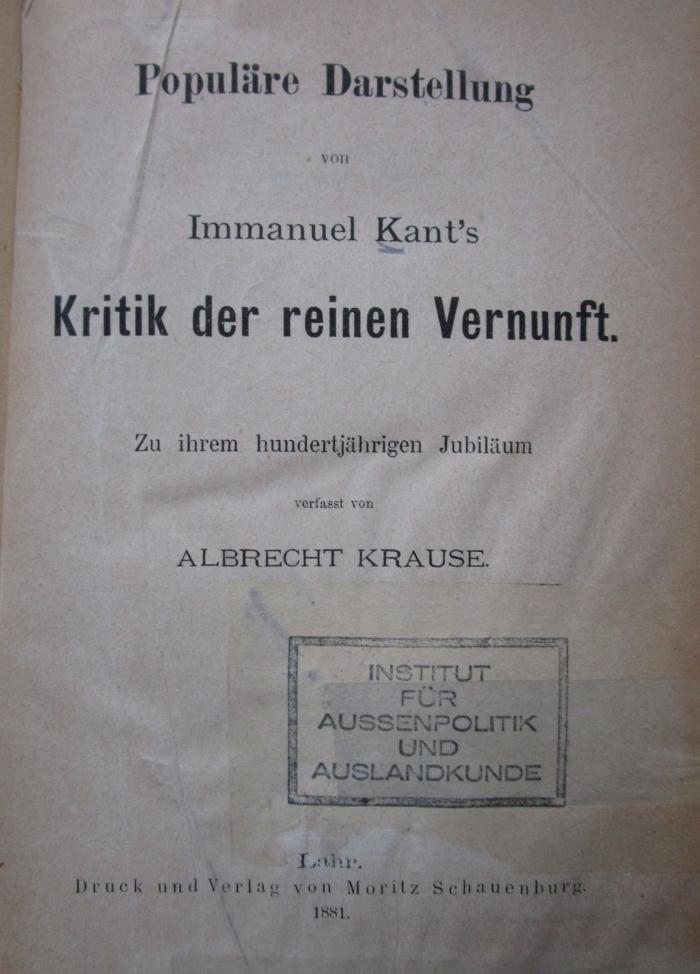 Populäre Darstellung
von
Immanuel Kant's
Kritik der reinen Vernunft.
Zu ihrem hundertjährigen Jubiläum
verfasst von
ALBRECHT KRAUSE.
INSTITUT
FÜR
AUSSENPOLITIK
UND
AUSLANDKUNDE
Lahr.
Druck und Verlag von Moritz Schauenburg.
1881.